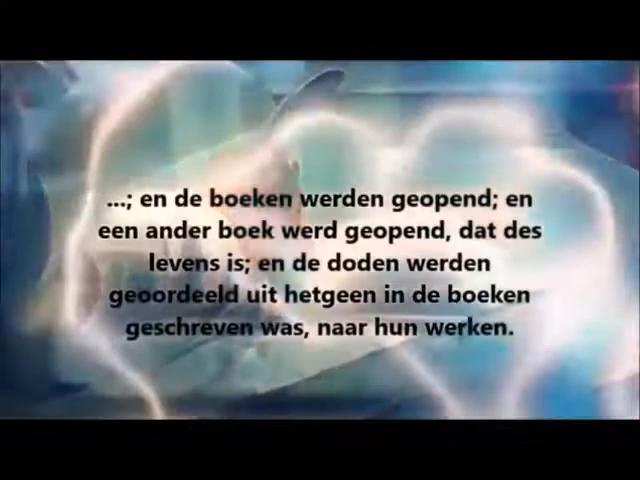 ...; en de boeken werden geopend; en
een ander boek werd geopend, dat des
levens is; en de doden werden
geoordeeld uit hetgeen in de boeken
geschreven was, naar hun werken.